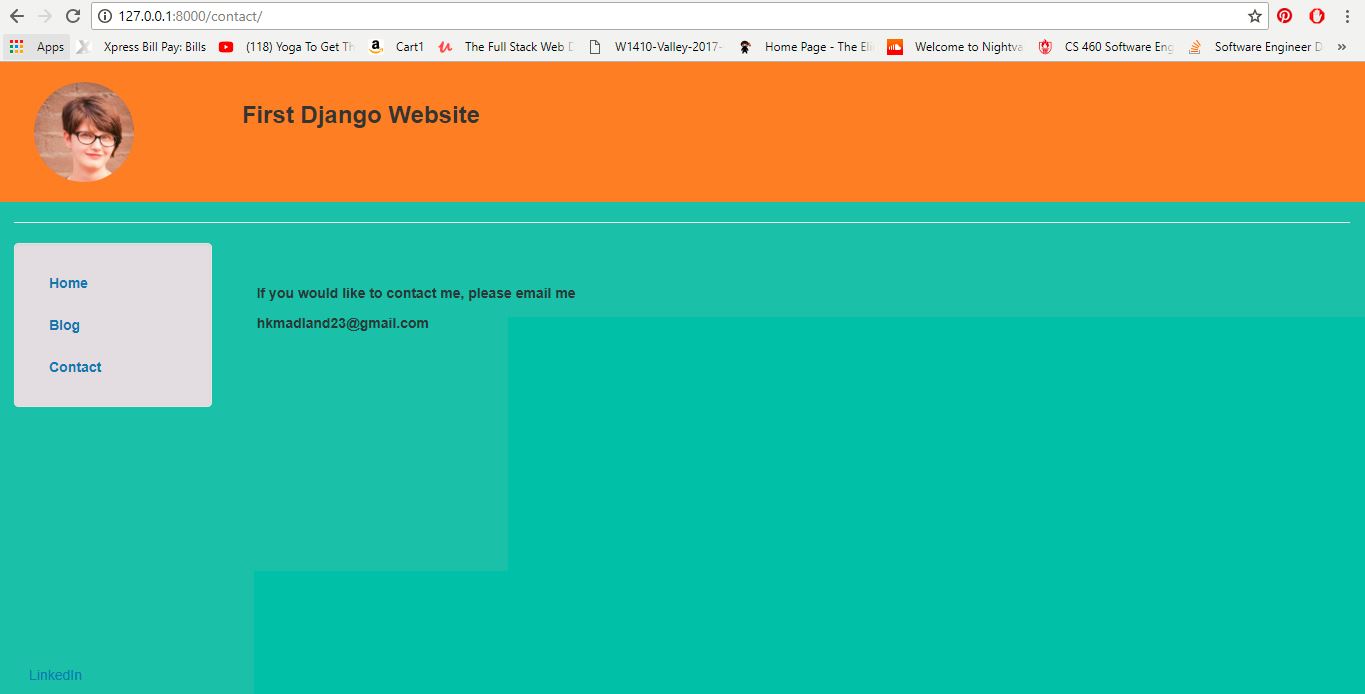 127.0.0.1:8000/contact/
Apps Xpress Bill Pay: Bills (118) Yoga To Get Th Cart1 The Full Stack Web D W1410-Valley-2017- Home Page - The Eli Welcome to Nightva CS 460 Software Eng Software Engineer D »
First Django Website
Home
Blog
Contact
If you would like to contact me, please email me
hkmadland23@gmail.com
LinkedIn